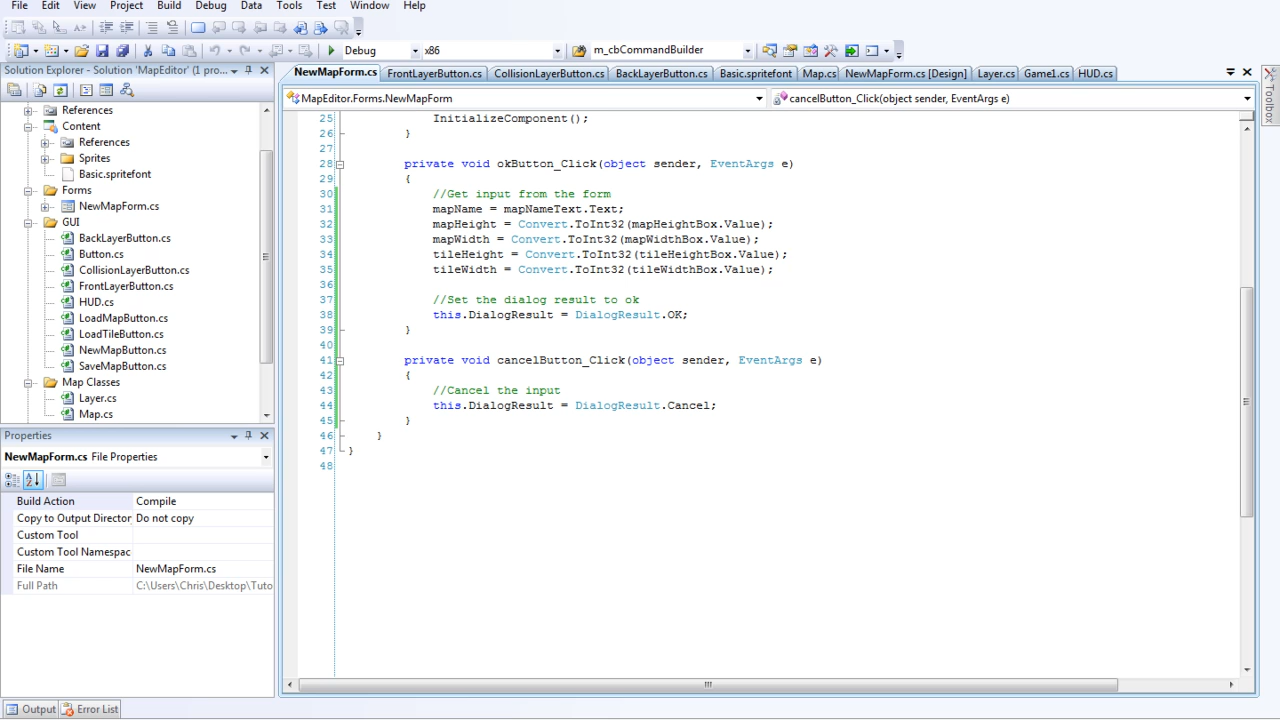 File Edit View Project Build Debug Data Tools Test Window Help
Debug x86 m_cbCommandBuilder
Solution Explorer - Solution 'MapEditor' (1 pro...
References
Content
References
Sprites
Basic.spritefont
Forms
NewMapForm.cs
GUI
BackLayerButton.cs
Button.cs
CollisionLayerButton.cs
FrontLayerButton.cs
HUD.cs
LoadMapButton.cs
LoadTileButton.cs
NewMapButton.cs
SaveMapButton.cs
Map Classes
Layer.cs
Map.cs
Properties
NewMapForm.cs File Properties
Build Action Compile
Copy to Output Director Do not copy
Custom Tool
Custom Tool Namespac
File Name NewMapForm.cs
Full Path C:\Users\Chris\Desktop\Tuto
NewMapForm.cs FrontLayerButton.cs CollisionLayerButton.cs BackLayerButton.cs Basic.spritefont Map.cs NewMapForm.cs [Design] Layer.cs Game1.cs HUD.cs
MapEditor.Forms.NewMapForm cancelButton_Click(object sender, EventArgs e)
25 InitializeComponent();
26 }
27
28 private void okButton_Click(object sender, EventArgs e)
29 {
30 //Get input from the form
31 mapName = mapNameText.Text;
32 mapHeight = Convert.ToInt32(mapHeightBox.Value);
33 mapWidth = Convert.ToInt32(mapWidthBox.Value);
34 tileHeight = Convert.ToInt32(tileHeightBox.Value);
35 tileWidth = Convert.ToInt32(tileWidthBox.Value);
36
37 //Set the dialog result to ok
38 this.DialogResult = DialogResult.OK;
39 }
40
41 private void cancelButton_Click(object sender, EventArgs e)
42 {
43 //Cancel the input
44 this.DialogResult = DialogResult.Cancel;
45 }
46 }
47 }
48
Toolbox
Output Error List